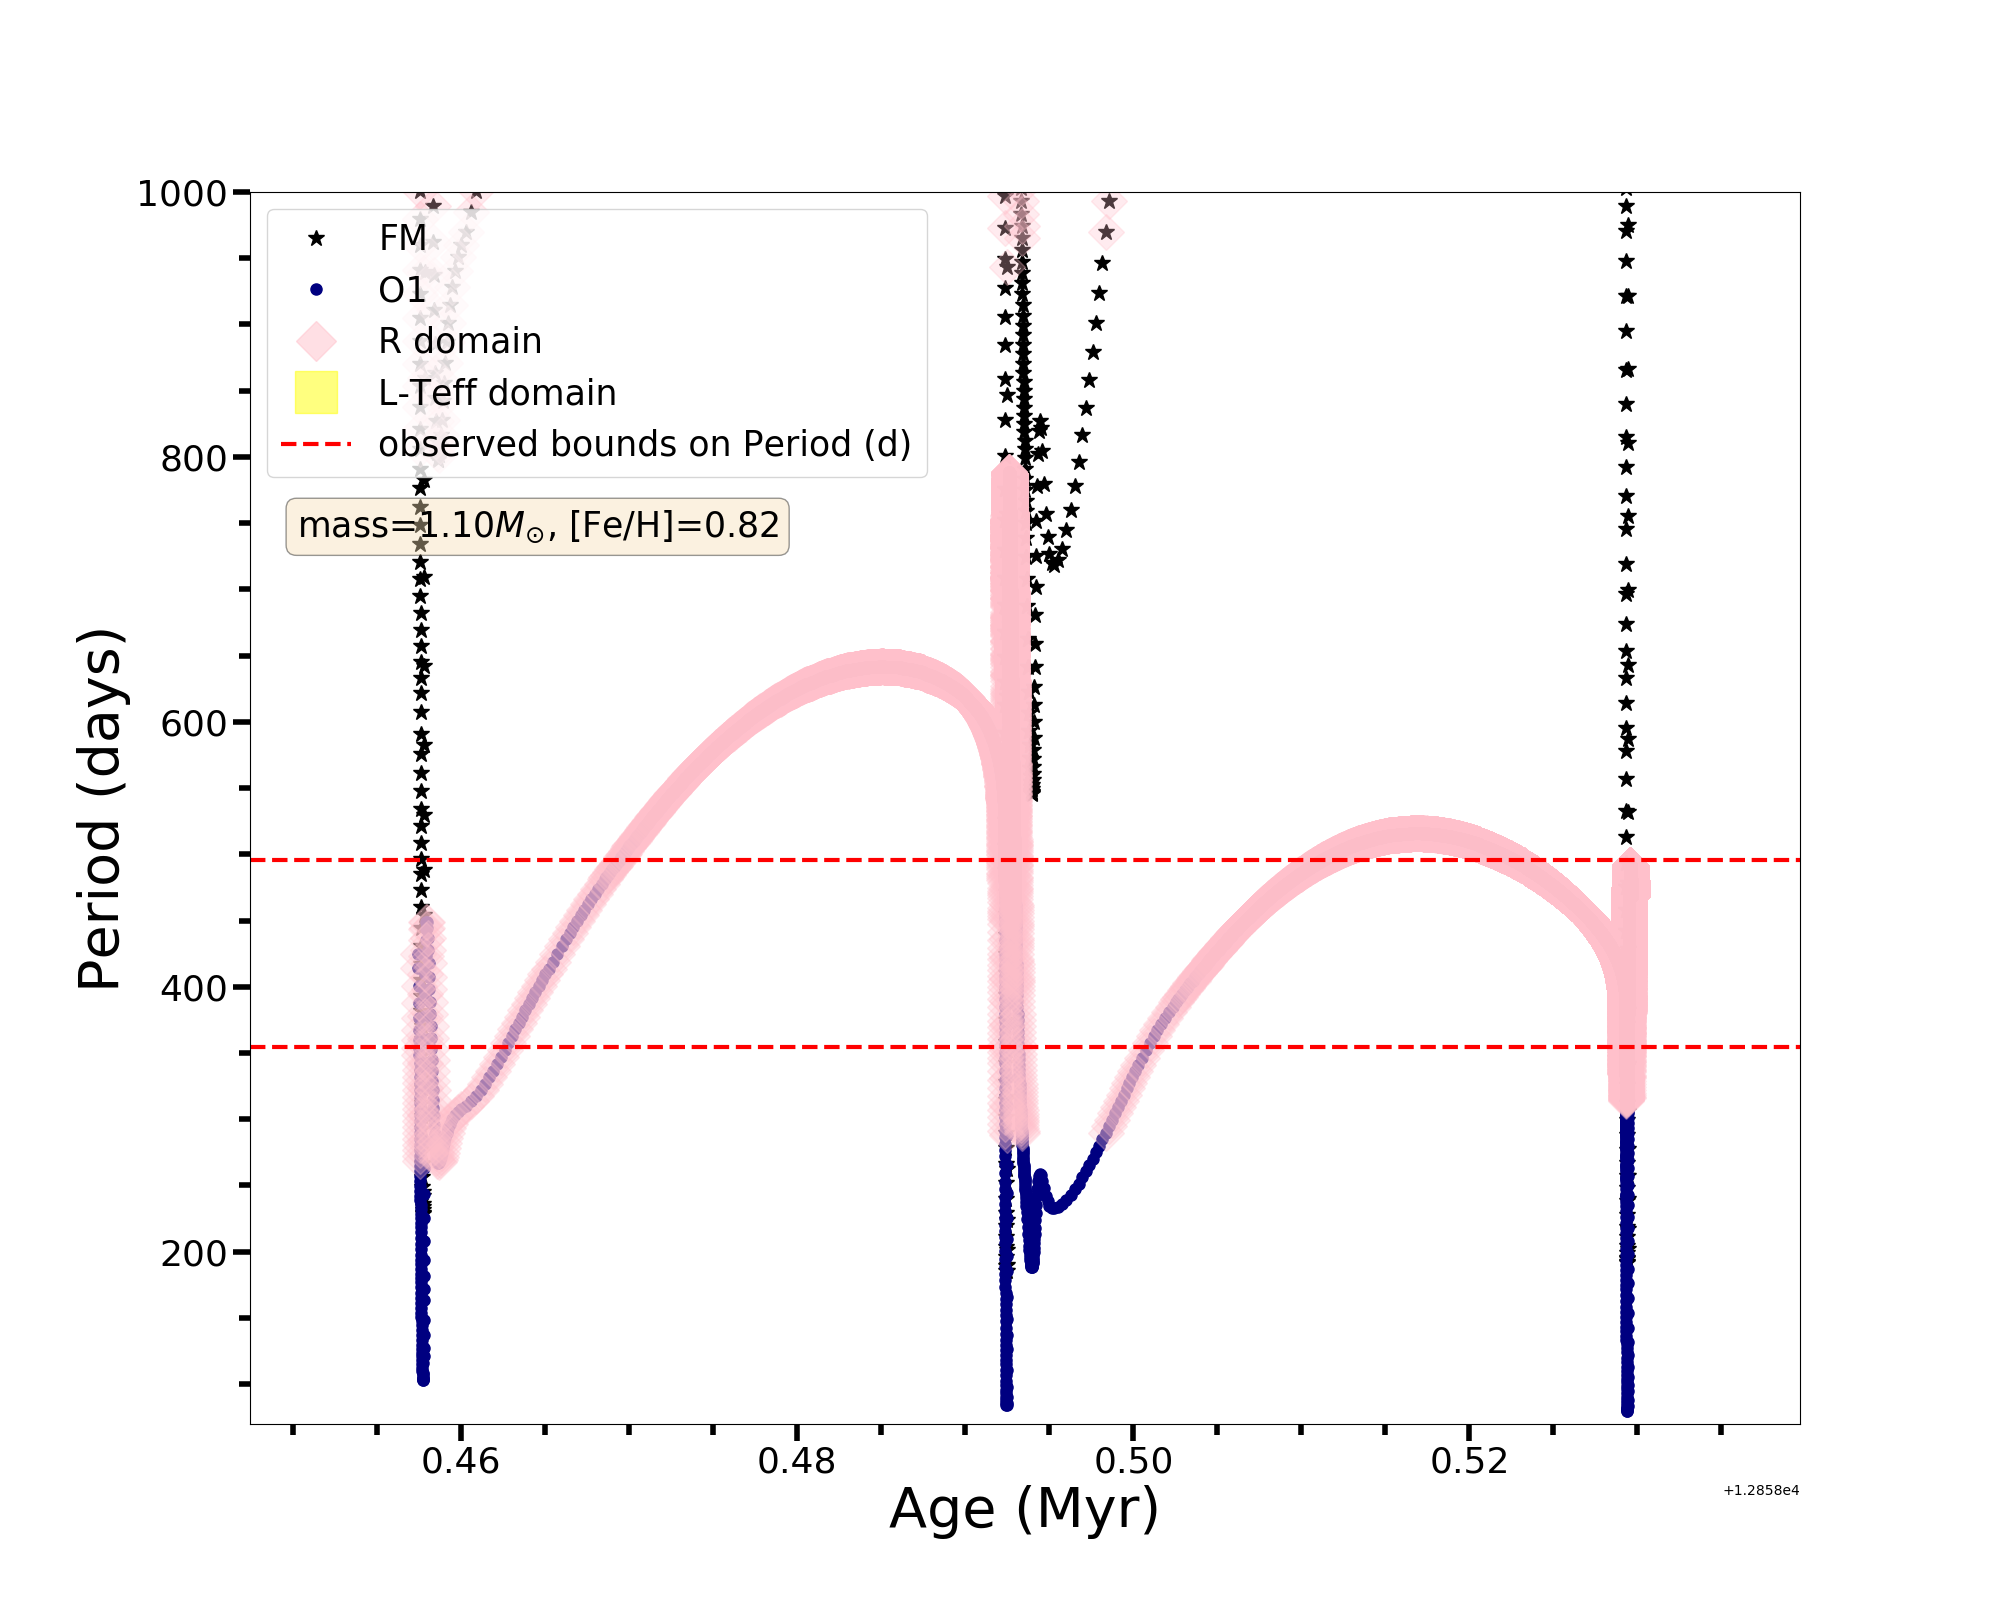 1000
800
600
400
200
Period (days)
FM
O1
R domain
L-Teff domain
observed bounds on Period (d)
mass=1.10M⊙, [Fe/H]=0.82
0.46 0.48 0.50 0.52
+1.2858e4
Age (Myr)